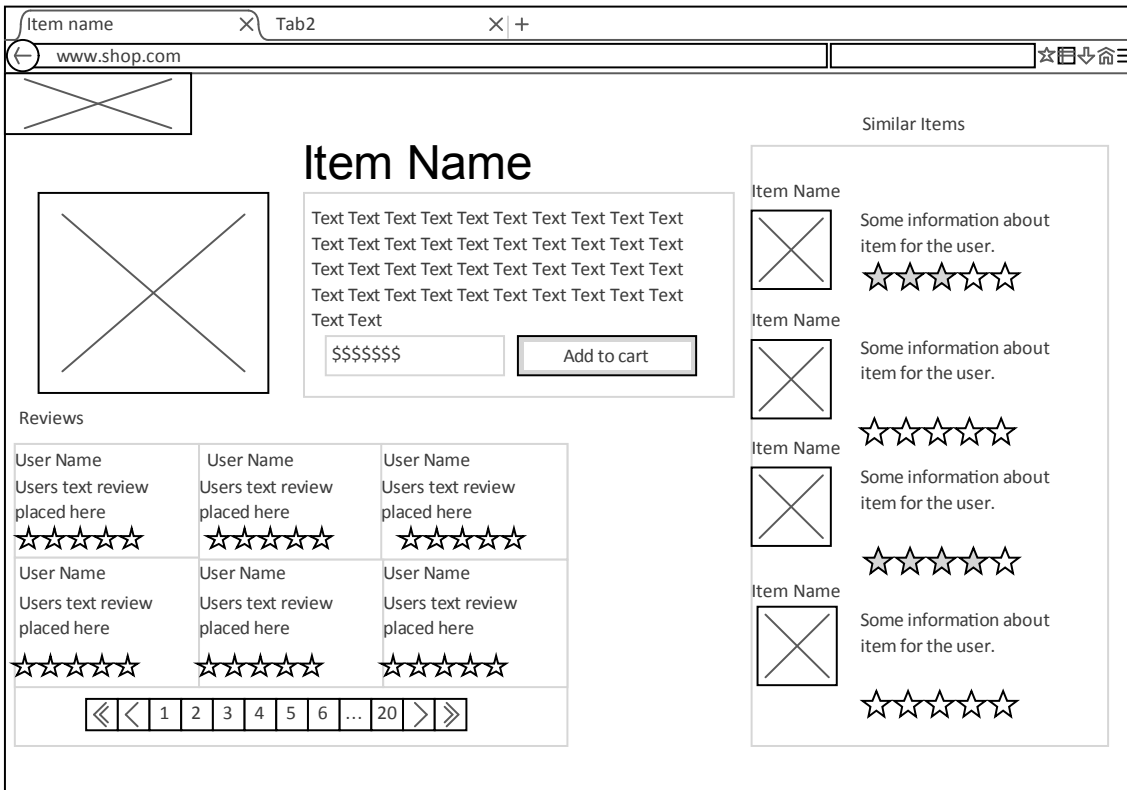 Item name
Tab2
www.shop.com
Item Name
Text Text Text Text Text Text Text Text Text Text
Text Text Text Text Text Text Text Text Text Text
Text Text Text Text Text Text Text Text Text Text
Text Text Text Text Text Text Text Text Text Text
Text Text
$$$$$$$
Add to cart
Reviews
User Name
Users text review
placed here
User Name
Users text review
placed here
User Name
Users text review
placed here
User Name
Users text review
placed here
User Name
Users text review
placed here
User Name
Users text review
placed here
1 2 3 4 5 6 ... 20
Similar Items
Item Name
Some information about
item for the user.
Item Name
Some information about
item for the user.
Item Name
Some information about
item for the user.
Item Name
Some information about
item for the user.